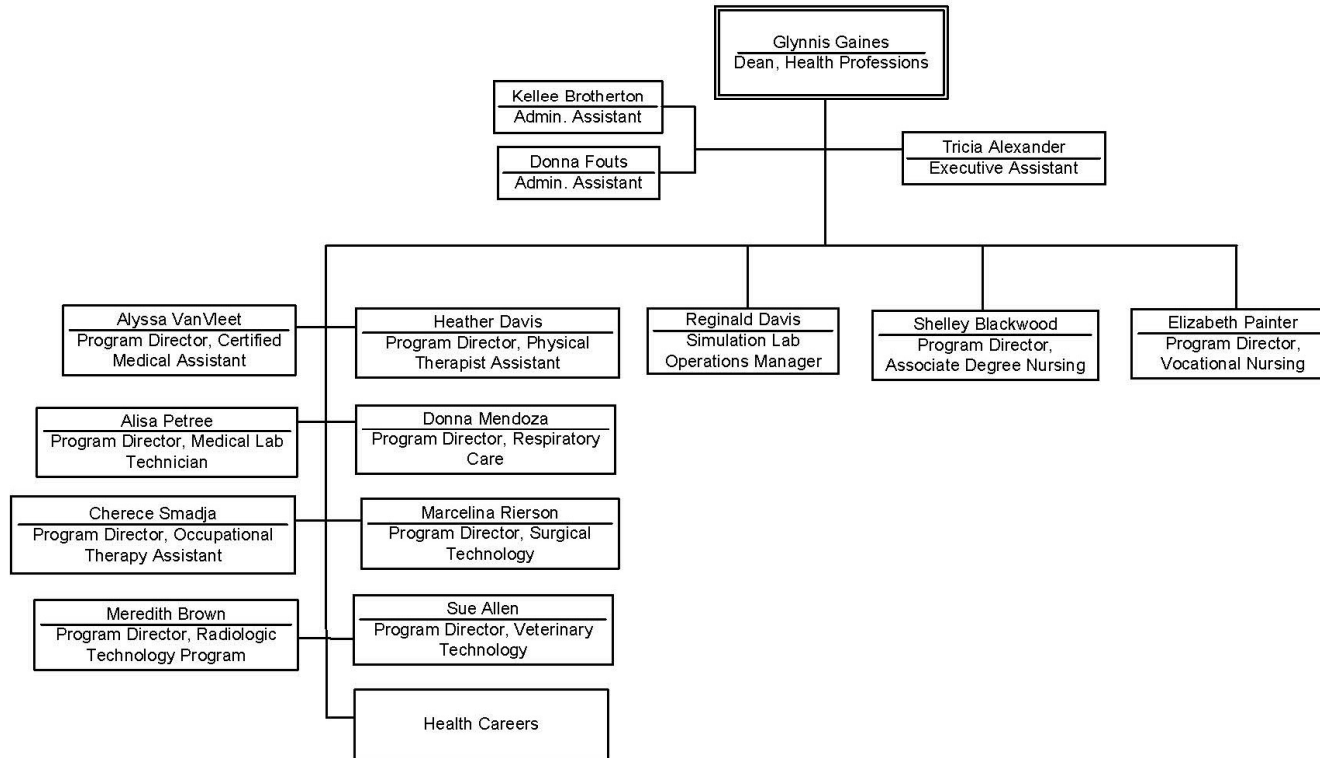 Glynnis Gaines
Dean, Health Professions
Kellee Brotherton
Admin. Assistant
Donna Fouts
Admin. Assistant
Tricia Alexander
Executive Assistant
Alyssa VanVleet
Program Director, Certified
Medical Assistant
Heather Davis
Program Director, Physical
Therapist Assistant
Reginald Davis
Simulation Lab
Operations Manager
Shelley Blackwood
Program Director,
Associate Degree Nursing
Elizabeth Painter
Program Director,
Vocational Nursing
Alisa Petree
Program Director, Medical Lab
Technician
Donna Mendoza
Program Director, Respiratory
Care
Cherece Smadja
Program Director, Occupational
Therapy Assistant
Marcelina Rierson
Program Director, Surgical
Technology
Meredith Brown
Program Director, Radiologic
Technology Program
Sue Allen
Program Director, Veterinary
Technology
Health Careers